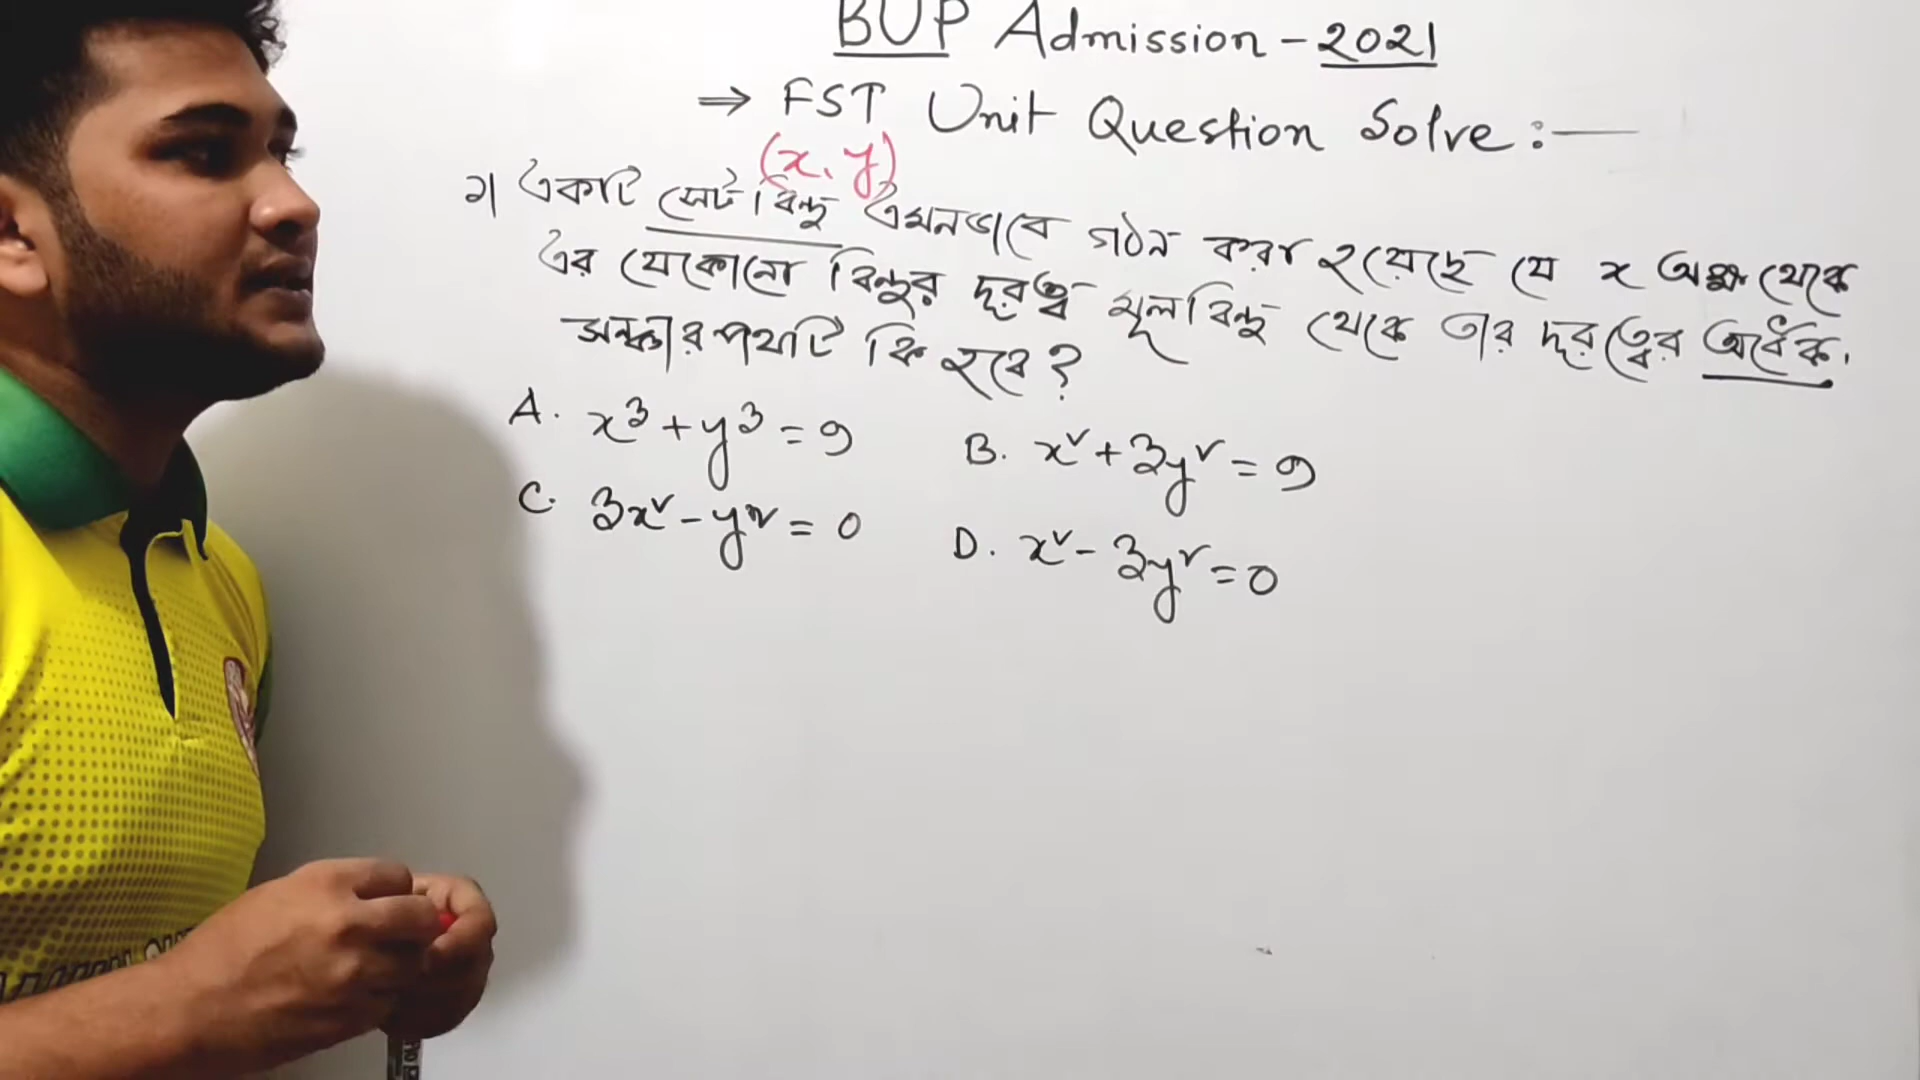 BUP Admission - 2021
⇒ FST Unit Question Solve :—
(x, y)
১। একটি সেট বিন্দু এমনভাবে গঠন করা হয়েছে যে x অক্ষ থেকে
এর যেকোনো বিন্দুর দূরত্ব মূলবিন্দু থেকে তার দূরত্বের অর্ধেক.
সঞ্চারপথটি কি হবে ?
A. x³ + y³ = 9
B. x² + 3y² = 9
C. 3x² - y² = 0
D. x² - 3y² = 0